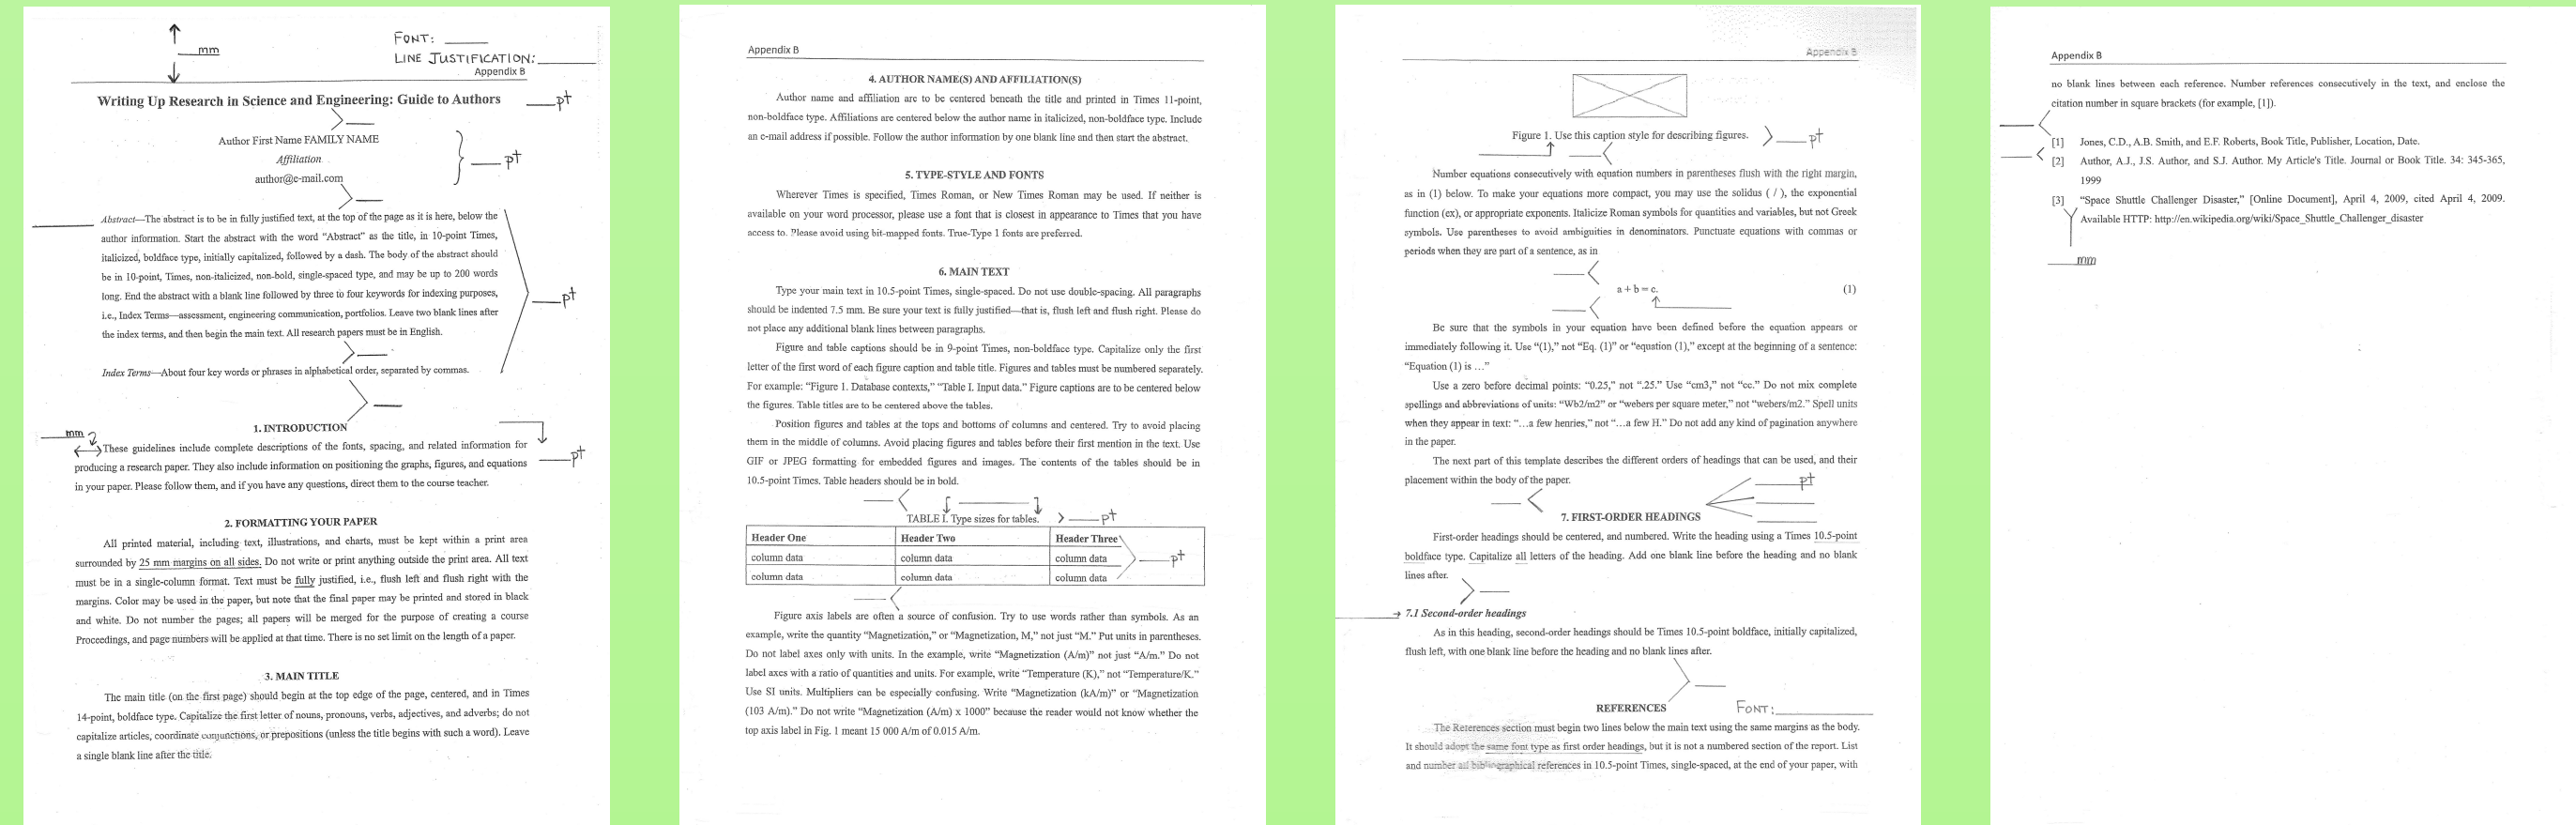 mm
FONT:
LINE JUSTIFICATION:
Appendix B
Writing Up Research in Science and Engineering: Guide to Authors
pt
Author First Name FAMILY NAME
Affiliation
pt
author@e-mail.com
Abstract—The abstract is to be in fully justified text, at the top of the page as it is here, below the
author information. Start the abstract with the word "Abstract" as the title, in 10-point Times,
italicized, boldface type, initially capitalized, followed by a dash. The body of the abstract should
be in 10-point, Times, non-italicized, non-bold, single-spaced type, and may be up to 200 words
long. End the abstract with a blank line followed by three to four keywords for indexing purposes,
pt
i.e., Index Terms—assessment, engineering communication, portfolios. Leave two blank lines after
the index terms, and then begin the main text. All research papers must be in English.
Index Terms—About four key words or phrases in alphabetical order, separated by commas.
1. INTRODUCTION
mm
These guidelines include complete descriptions of the fonts, spacing, and related information for
pt
producing a research paper. They also include information on positioning the graphs, figures, and equations
in your paper. Please follow them, and if you have any questions, direct them to the course teacher.
2. FORMATTING YOUR PAPER
All printed material, including text, illustrations, and charts, must be kept within a print area
surrounded by 25 mm margins on all sides. Do not write or print anything outside the print area. All text
must be in a single-column format. Text must be fully justified, i.e., flush left and flush right with the
margins. Color may be used in the paper, but note that the final paper may be printed and stored in black
and white. Do not number the pages; all papers will be merged for the purpose of creating a course
Proceedings, and page numbers will be applied at that time. There is no set limit on the length of a paper.
3. MAIN TITLE
The main title (on the first page) should begin at the top edge of the page, centered, and in Times
14-point, boldface type. Capitalize the first letter of nouns, pronouns, verbs, adjectives, and adverbs; do not
capitalize articles, coordinate conjunctions, or prepositions (unless the title begins with such a word). Leave
a single blank line after the title.
Appendix B
4. AUTHOR NAME(S) AND AFFILIATION(S)
Author name and affiliation are to be centered beneath the title and printed in Times 11-point,
non-boldface type. Affiliations are centered below the author name in italicized, non-boldface type. Include
an e-mail address if possible. Follow the author information by one blank line and then start the abstract.
5. TYPE-STYLE AND FONTS
Wherever Times is specified, Times Roman, or New Times Roman may be used. If neither is
available on your word processor, please use a font that is closest in appearance to Times that you have
access to. Please avoid using bit-mapped fonts. True-Type 1 fonts are preferred.
6. MAIN TEXT
Type your main text in 10.5-point Times, single-spaced. Do not use double-spacing. All paragraphs
should be indented 7.5 mm. Be sure your text is fully justified—that is, flush left and flush right. Please do
not place any additional blank lines between paragraphs.
Figure and table captions should be in 9-point Times, non-boldface type. Capitalize only the first
letter of the first word of each figure caption and table title. Figures and tables must be numbered separately.
For example: "Figure 1. Database contexts," "Table I. Input data." Figure captions are to be centered below
the figures. Table titles are to be centered above the tables.
Position figures and tables at the tops and bottoms of columns and centered. Try to avoid placing
them in the middle of columns. Avoid placing figures and tables before their first mention in the text. Use
GIF or JPEG formatting for embedded figures and images. The contents of the tables should be in
10.5-point Times. Table headers should be in bold.
TABLE I. Type sizes for tables.
pt
Header One Header Two Header Three
column data column data column data
pt
column data column data column data
Figure axis labels are often a source of confusion. Try to use words rather than symbols. As an
example, write the quantity "Magnetization," or "Magnetization, M," not just "M." Put units in parentheses.
Do not label axes only with units. In the example, write "Magnetization (A/m)" not just "A/m." Do not
label axes with a ratio of quantities and units. For example, write "Temperature (K)," not "Temperature/K."
Use SI units. Multipliers can be especially confusing. Write "Magnetization (kA/m)" or "Magnetization
(103 A/m)." Do not write "Magnetization (A/m) x 1000" because the reader would not know whether the
top axis label in Fig. 1 meant 15 000 A/m of 0.015 A/m.
Appendix B
Figure 1. Use this caption style for describing figures.
pt
Number equations consecutively with equation numbers in parentheses flush with the right margin,
as in (1) below. To make your equations more compact, you may use the solidus ( / ), the exponential
function (ex), or appropriate exponents. Italicize Roman symbols for quantities and variables, but not Greek
symbols. Use parentheses to avoid ambiguities in denominators. Punctuate equations with commas or
periods when they are part of a sentence, as in
a + b = c. (1)
Be sure that the symbols in your equation have been defined before the equation appears or
immediately following it. Use "(1)," not "Eq. (1)" or "equation (1)," except at the beginning of a sentence:
"Equation (1) is ..."
Use a zero before decimal points: "0.25," not ".25." Use "cm3," not "cc." Do not mix complete
spellings and abbreviations of units: "Wb2/m2" or "webers per square meter," not "webers/m2." Spell units
when they appear in text: "...a few henries," not "...a few H." Do not add any kind of pagination anywhere
in the paper.
The next part of this template describes the different orders of headings that can be used, and their
placement within the body of the paper.
pt
7. FIRST-ORDER HEADINGS
First-order headings should be centered, and numbered. Write the heading using a Times 10.5-point
boldface type. Capitalize all letters of the heading. Add one blank line before the heading and no blank
lines after.
7.1 Second-order headings
As in this heading, second-order headings should be Times 10.5-point boldface, initially capitalized,
flush left, with one blank line before the heading and no blank lines after.
REFERENCES
FONT:
The References section must begin two lines below the main text using the same margins as the body.
It should adopt the same font type as first order headings, but it is not a numbered section of the report. List
and number all bibliographical references in 10.5-point Times, single-spaced, at the end of your paper, with
Appendix B
no blank lines between each reference. Number references consecutively in the text, and enclose the
citation number in square brackets (for example, [1]).
[1] Jones, C.D., A.B. Smith, and E.F. Roberts, Book Title, Publisher, Location, Date.
[2] Author, A.J., J.S. Author, and S.J. Author. My Article's Title. Journal or Book Title. 34: 345-365,
1999
[3] "Space Shuttle Challenger Disaster," [Online Document], April 4, 2009, cited April 4, 2009.
Available HTTP: http://en.wikipedia.org/wiki/Space_Shuttle_Challenger_disaster
mm